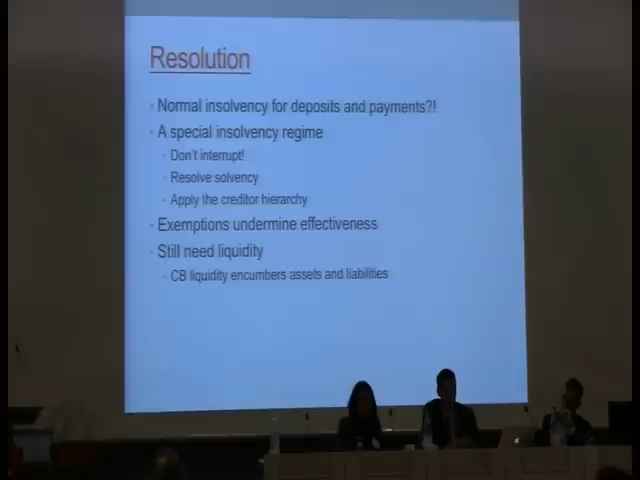 Resolution
Normal insolvency for deposits and payments?!
A special insolvency regime
Don't interrupt!
Resolve solvency
Apply the creditor hierarchy
Exemptions undermine effectiveness
Still need liquidity
CB liquidity encumbers assets and liabilities